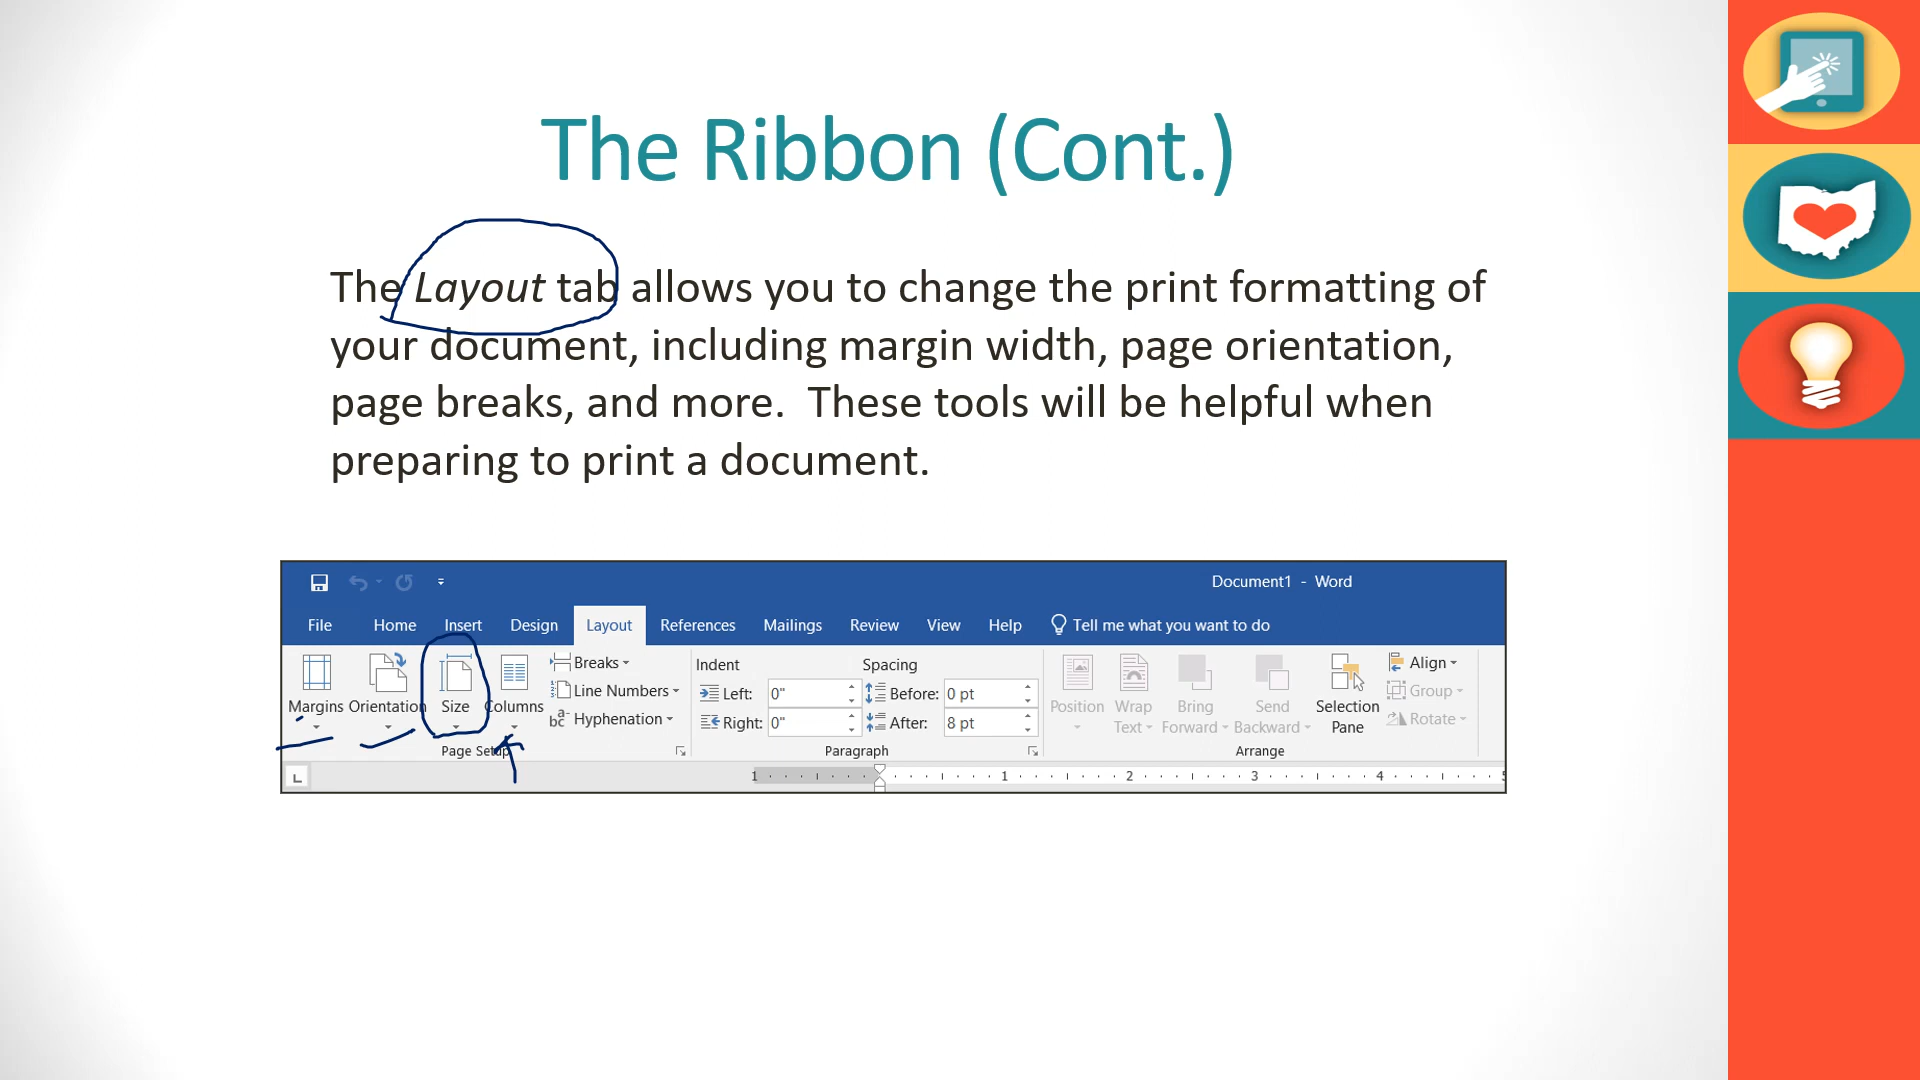 The Ribbon (Cont.)
The Layout tab allows you to change the print formatting of
your document, including margin width, page orientation,
page breaks, and more.  These tools will be helpful when
preparing to print a document.
Document1 - Word
File Home Insert Design Layout References Mailings Review View Help Tell me what you want to do
Margins Orientation Size Columns
Breaks
Line Numbers
Hyphenation
Page Setup
Indent Spacing
Left: 0" Before: 0 pt
Right: 0" After: 8 pt
Paragraph
Position Wrap Text Bring Forward Send Backward Selection Pane
Align
Group
Rotate
Arrange
1 1 2 3 4 5